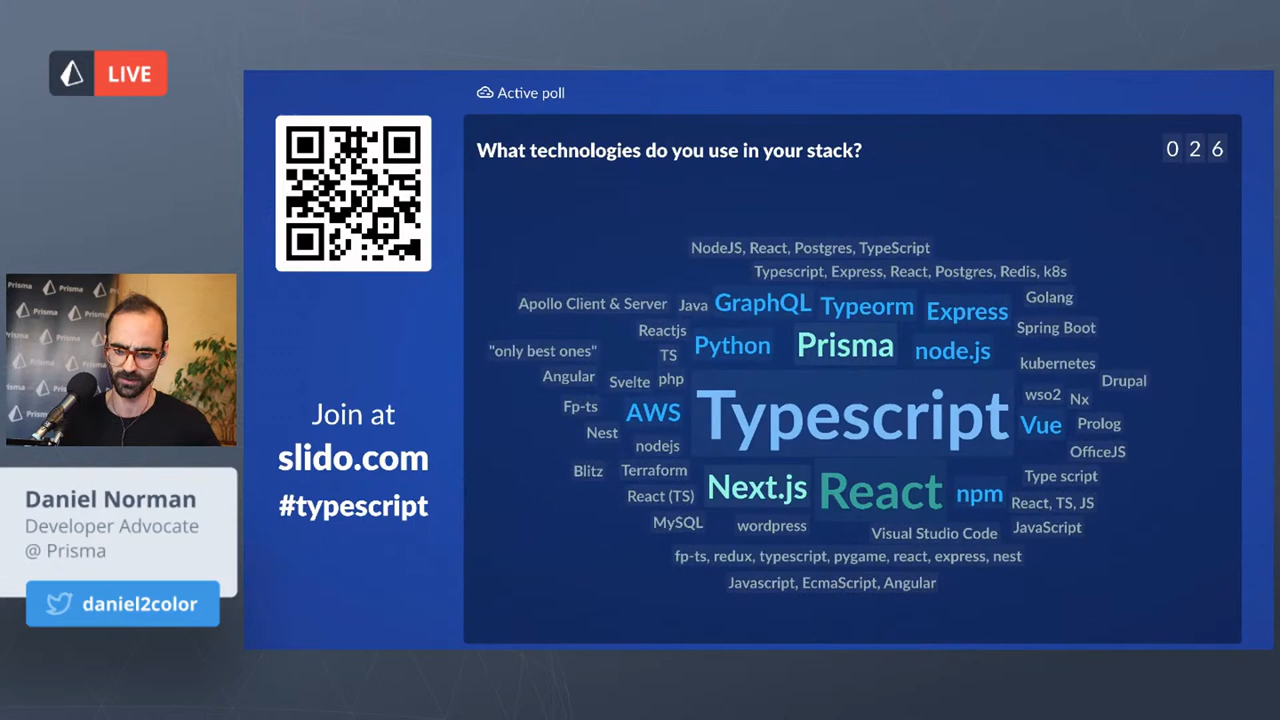 LIVE
Active poll
What technologies do you use in your stack?
0 2 6
NodeJS, React, Postgres, TypeScript
Typescript, Express, React, Postgres, Redis, k8s
Apollo Client & Server
Java
GraphQL
Typeorm
Express
Golang
Reactjs
Spring Boot
"only best ones"
TS
Python
Prisma
node.js
kubernetes
Angular
Svelte
php
Drupal
wso2
Nx
Fp-ts
AWS
Typescript
Vue
Prolog
Nest
nodejs
OfficeJS
Blitz
Terraform
Next.js
React
npm
Type script
React (TS)
React, TS, JS
MySQL
wordpress
Visual Studio Code
JavaScript
fp-ts, redux, typescript, pygame, react, express, nest
Javascript, EcmaScript, Angular
Join at
slido.com
#typescript
Prisma
Prisma
Prisma
Prisma
Daniel Norman
Developer Advocate
@ Prisma
daniel2color